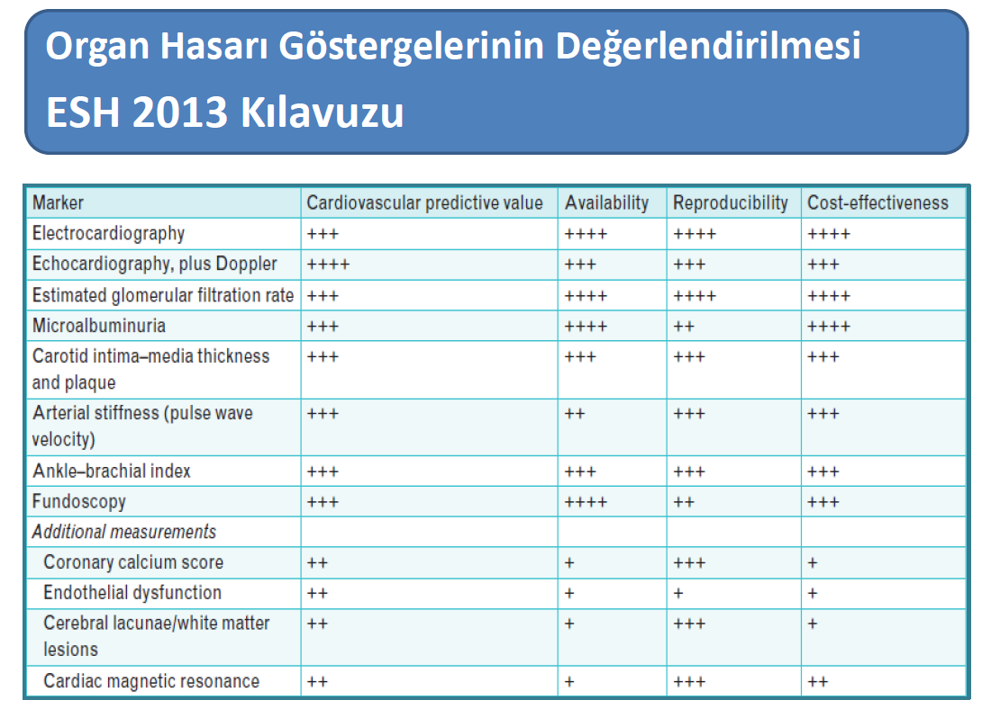 Organ Hasarı Göstergelerinin Değerlendirilmesi
ESH 2013 Kılavuzu
Marker Cardiovascular predictive value Availability Reproducibility Cost-effectiveness
Electrocardiography +++ ++++ ++++ ++++
Echocardiography, plus Doppler ++++ +++ +++ +++
Estimated glomerular filtration rate +++ ++++ ++++ ++++
Microalbuminuria +++ ++++ ++ ++++
Carotid intima–media thickness +++ +++ +++ +++
and plaque
Arterial stiffness (pulse wave +++ ++ +++ +++
velocity)
Ankle–brachial index +++ +++ +++ +++
Fundoscopy +++ ++++ ++ +++
Additional measurements
Coronary calcium score ++ + +++ +
Endothelial dysfunction ++ + + +
Cerebral lacunae/white matter ++ + +++ +
lesions
Cardiac magnetic resonance ++ + +++ ++